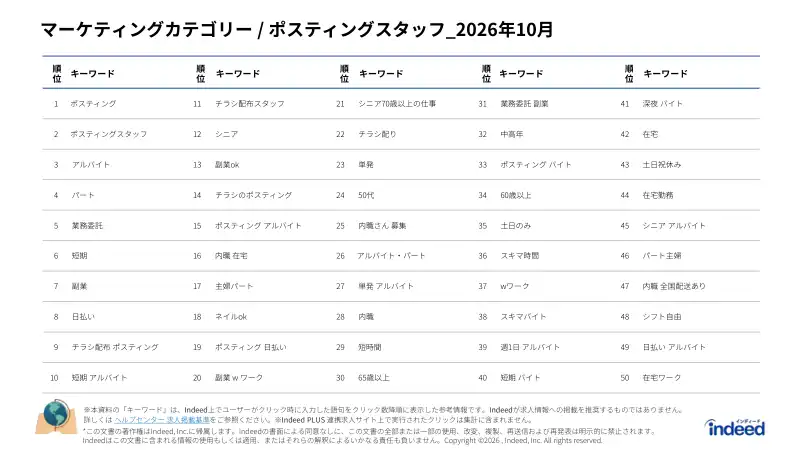 マーケティングカテゴリー / ポスティングスタッフ_2026年10月
順位 キーワード 順位 キーワード 順位 キーワード 順位 キーワード 順位 キーワード
1 ポスティング 11 チラシ配布スタッフ 21 シニア70歳以上の仕事 31 業務委託 副業 41 深夜 バイト
2 ポスティングスタッフ 12 シニア 22 チラシ配り 32 中高年 42 在宅
3 アルバイト 13 副業ok 23 単発 33 ポスティング バイト 43 土日祝休み
4 パート 14 チラシのポスティング 24 50代 34 60歳以上 44 在宅勤務
5 業務委託 15 ポスティング アルバイト 25 内職さん 募集 35 土日のみ 45 シニア アルバイト
6 短期 16 内職 在宅 26 アルバイト・パート 36 スキマ時間 46 パート主婦
7 副業 17 主婦パート 27 単発 アルバイト 37 wワーク 47 内職 全国配送あり
8 日払い 18 ネイルok 28 内職 38 スキマバイト 48 シフト自由
9 チラシ配布 ポスティング 19 ポスティング 日払い 29 短時間 39 週1日 アルバイト 49 日払い アルバイト
10 短期 アルバイト 20 副業 w ワーク 30 65歳以上 40 短期 バイト 50 在宅ワーク
※本資料の「キーワード」は、Indeed上でユーザーがクリック時に入力した語句をクリック数降順に表示した参考情報です。Indeedが求人情報への掲載を推奨するものではありません。
詳しくは ヘルプセンター 求人掲載基準をご参照ください。※Indeed PLUS 連携求人サイト上で実行されたクリックは集計に含まれません。
*この文書の著作権はIndeed, Inc.に帰属します。Indeedの書面による同意なしに、この文書の全部または一部の使用、改変、複製、再送信および再発表は明示的に禁止されます。
Indeedはこの文書に含まれる情報の使用もしくは適用、またはそれらの解釈によるいかなる責任も負いません。Copyright ©2026 , Indeed, Inc. All rights reserved.
インディード
indeed